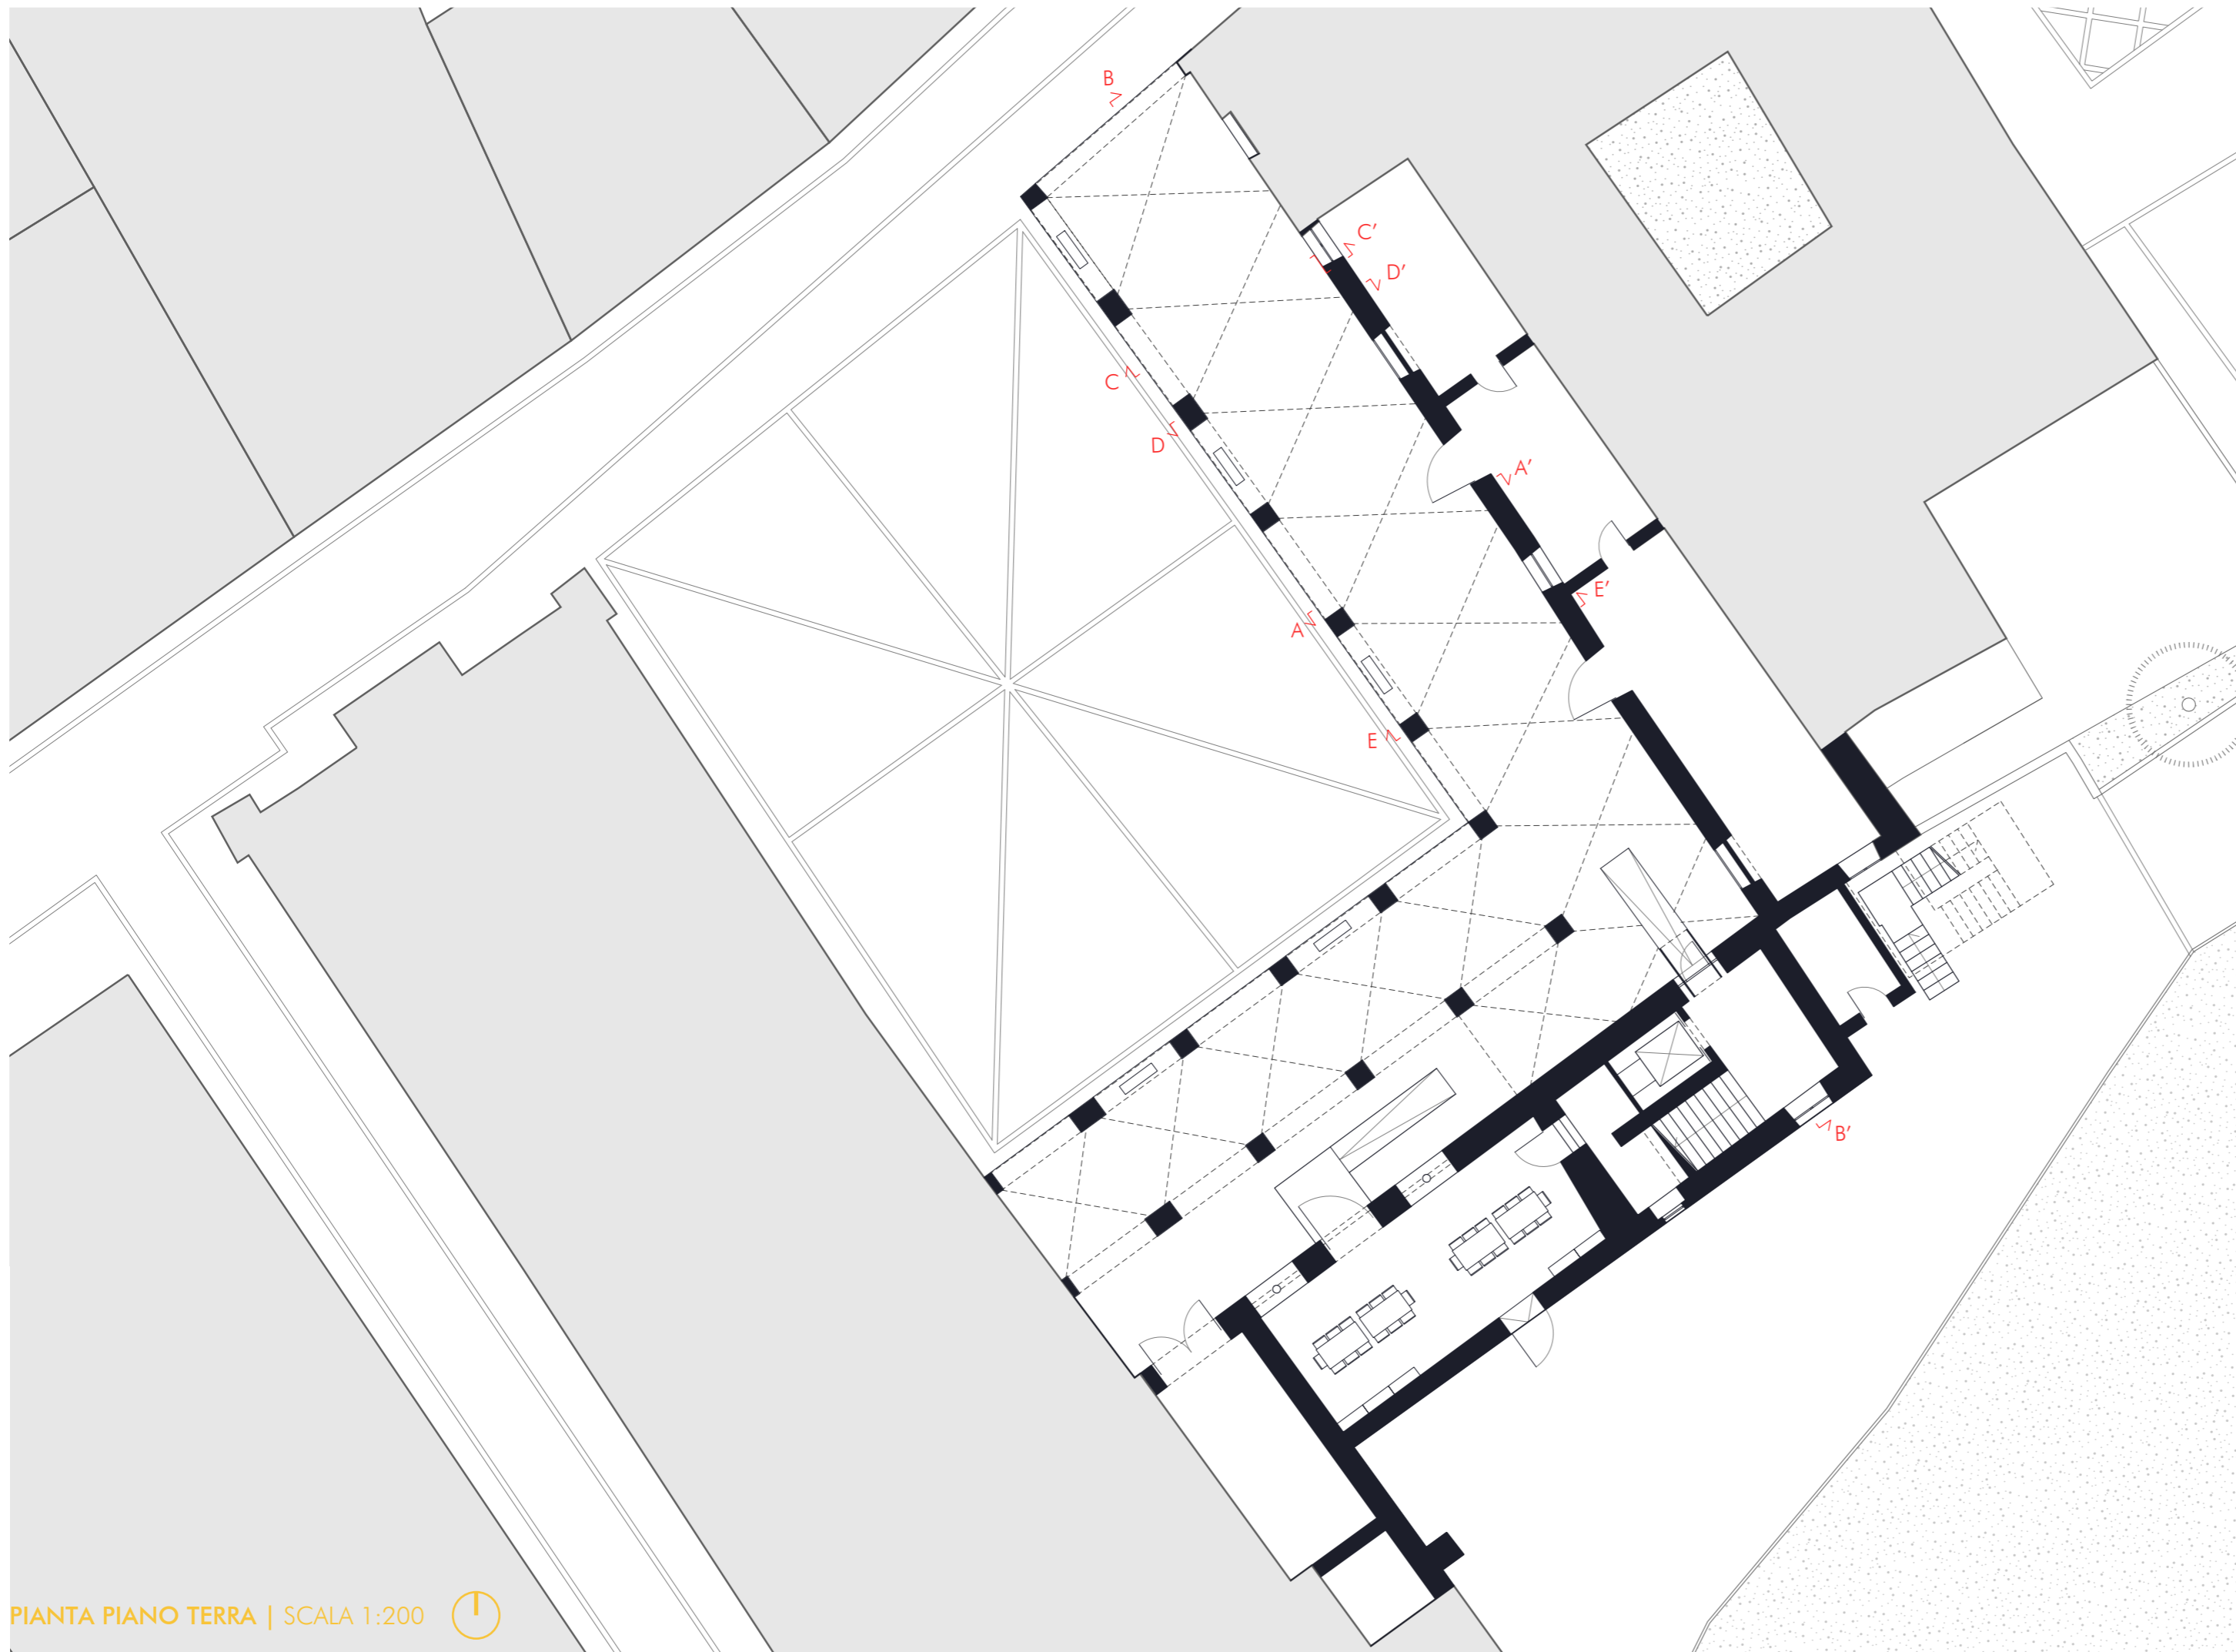 B
C′
D′
C
D
A′
E′
A
E
B′
PIANTA PIANO TERRA | SCALA 1:200